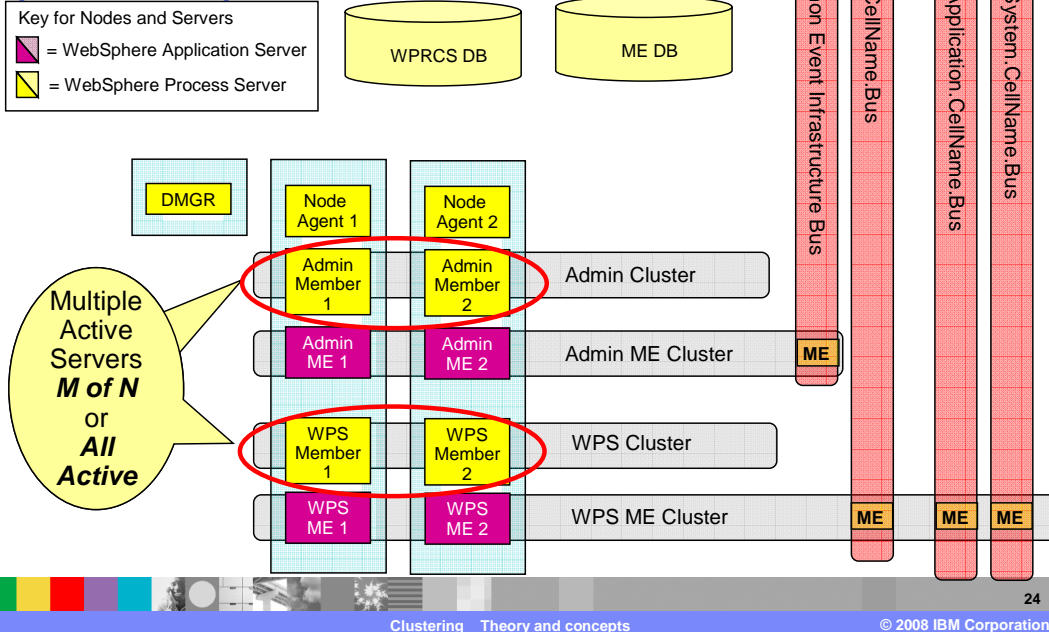 Key for Nodes and Servers
= WebSphere Application Server
= WebSphere Process Server
WPRCS DB
ME DB
Event Infrastructure Bus
CellName.Bus
Application.CellName.Bus
System.CellName.Bus
DMGR
Node
Agent 1
Node
Agent 2
Admin
Member
1
Admin
Member
2
Admin Cluster
Admin
ME 1
Admin
ME 2
Admin ME Cluster
ME
Multiple
Active
Servers
M of N
or
All
Active
WPS
Member
1
WPS
Member
2
WPS Cluster
WPS
ME 1
WPS
ME 2
WPS ME Cluster
ME
ME
ME
24
Clustering Theory and concepts
© 2008 IBM Corporation